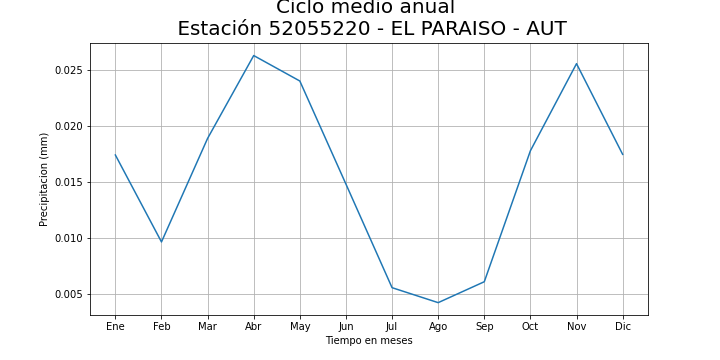 Ciclo medio anual
Estación 52055220 - EL PARAISO - AUT
0.025
0.020
0.015
0.010
0.005
Precipitacion (mm)
Ene Feb Mar Abr May Jun Jul Ago Sep Oct Nov Dic
Tiempo en meses